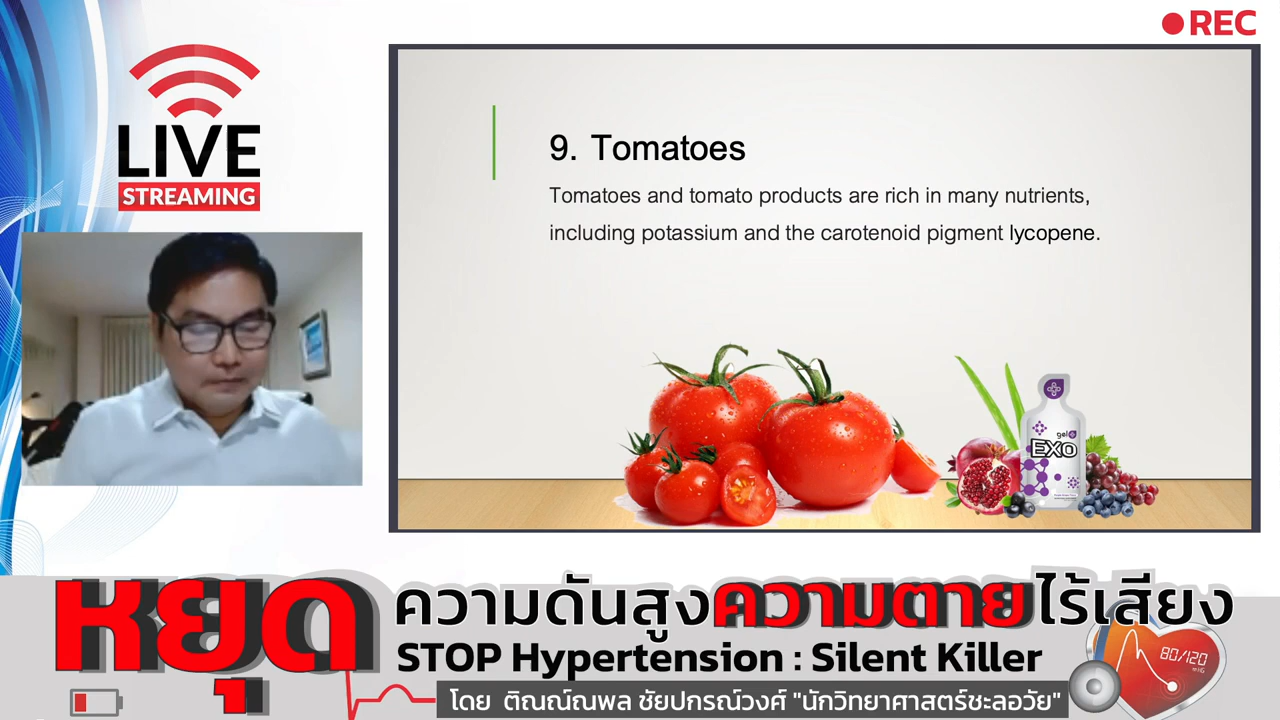 REC
LIVE
STREAMING
9. Tomatoes
Tomatoes and tomato products are rich in many nutrients,
including potassium and the carotenoid pigment lycopene.
gel
EXO
หยุด
ความดันสูงความตายไร้เสียง
STOP Hypertension : Silent Killer
80/120
โดย ติณณ์ณพล ชัยปกรณ์วงศ์ "นักวิทยาศาสตร์ชะลอวัย"